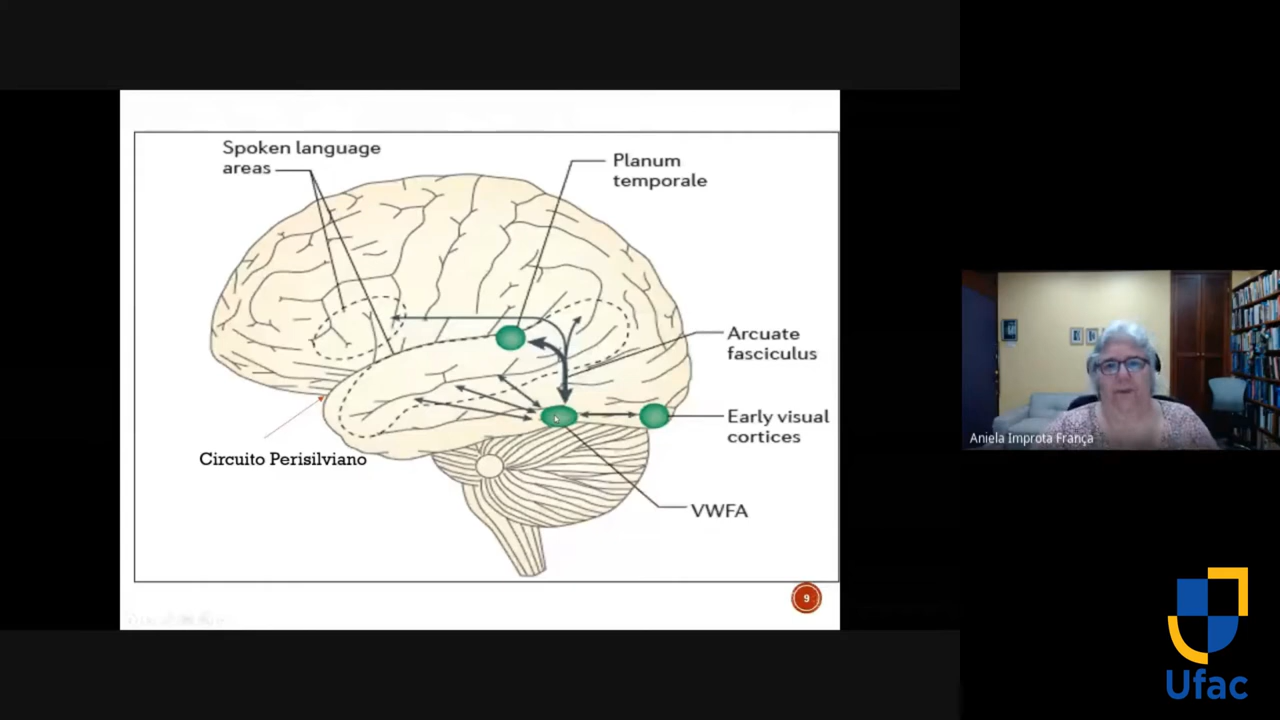 Spoken language
areas
Planum
temporale
Arcuate
fasciculus
Early visual
cortices
Circuito Perisilviano
VWFA
9
Aniela Improta França
Ufac